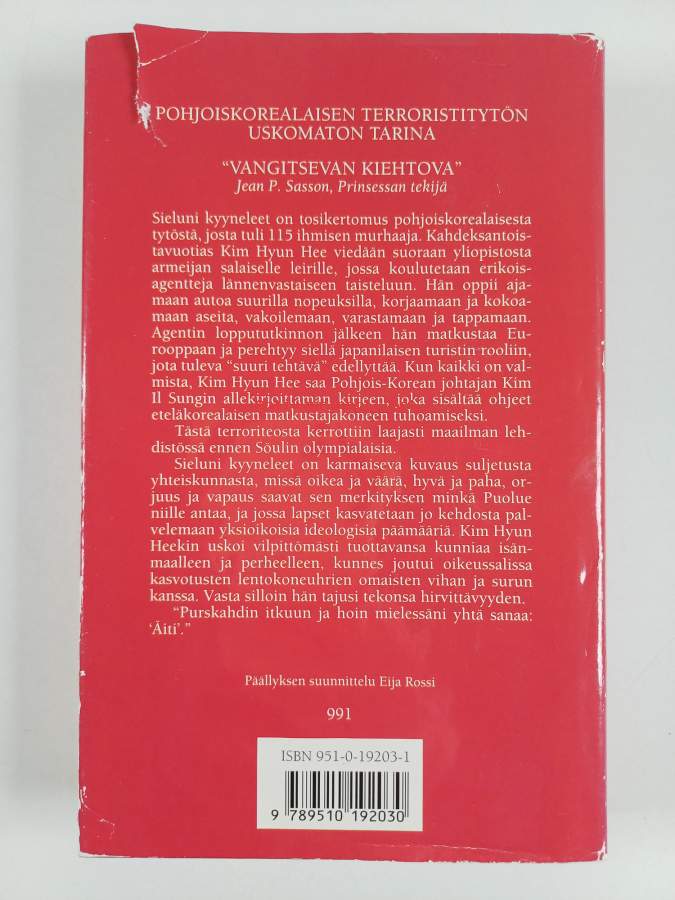 POHJOISKOREALAISEN TERRORISTITYTÖN
USKOMATON TARINA
“VANGITSEVAN KIEHTOVA”
Jean P. Sasson, Prinsessan tekijä
Sieluni kyyneleet on tosikertomus pohjoiskorealaisesta
tytöstä, josta tuli 115 ihmisen murhaaja. Kahdeksantois-
tavuotias Kim Hyun Hee viedään suoraan yliopistosta
armeijan salaiselle leirille, jossa koulutetaan erikois-
agentteja lännenvastaiseen taisteluun. Hän oppii aja-
maan autoa suurilla nopeuksilla, korjaamaan ja kokoa-
maan aseita, vakoilemaan, varastamaan ja tappamaan.
Agentin loppututkinnon jälkeen hän matkustaa Eu-
rooppaan ja perehtyy siellä japanilaisen turistin rooliin,
jota tuleva “suuri tehtävä” edellyttää. Kun kaikki on val-
mista, Kim Hyun Hee saa Pohjois-Korean johtajan Kim
Il Sungin allekirjoittaman kirjeen, joka sisältää ohjeet
eteläkorealaisen matkustajakoneen tuhoamiseksi.
Tästä terroriteosta kerrottiin laajasti maailman leh-
distössä ennen Söulin olympialaisia.
Sieluni kyyneleet on karmaiseva kuvaus suljetusta
yhteiskunnasta, missä oikea ja väärä, hyvä ja paha, or-
juus ja vapaus saavat sen merkityksen minkä Puolue
niille antaa, ja jossa lapset kasvatetaan jo kehdosta pal-
velemaan yksioikoisia ideologisia päämääriä. Kim Hyun
Heekin uskoi vilpittömästi tuottavansa kunniaa isän-
maalleen ja perheelleen, kunnes joutui oikeussalissa
kasvotusten lentokoneuhrien omaisten vihan ja surun
kanssa. Vasta silloin hän tajusi tekonsa hirvittävyyden.
“Purskahdin itkuun ja hoin mielessäni yhtä sanaa:
‘Äiti’.”
Päällyksen suunnittelu Eija Rossi
991
ISBN 951-0-19203-1
9 789510 192030